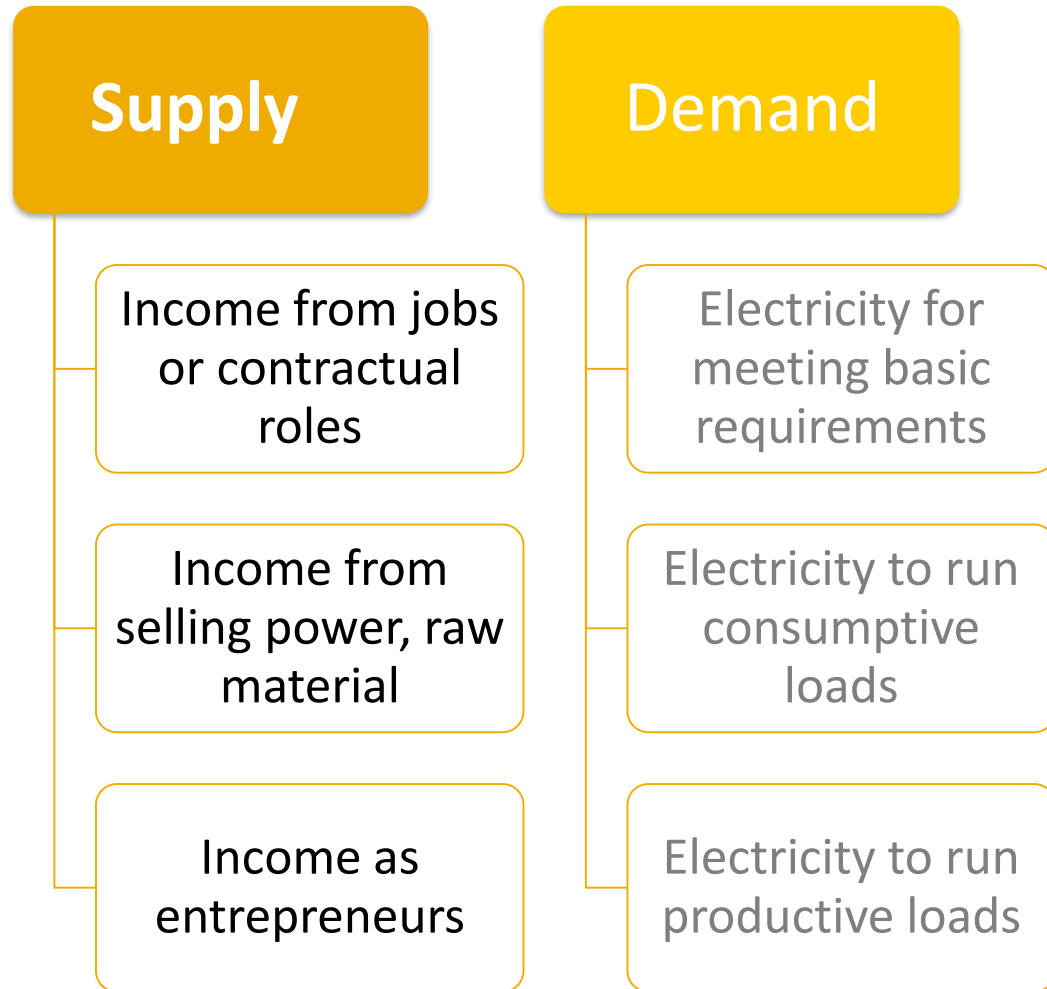 Supply
Income from jobs
or contractual
roles
Income from
selling power, raw
material
Income as
entrepreneurs
Demand
Electricity for
meeting basic
requirements
Electricity to run
consumptive
loads
Electricity to run
productive loads